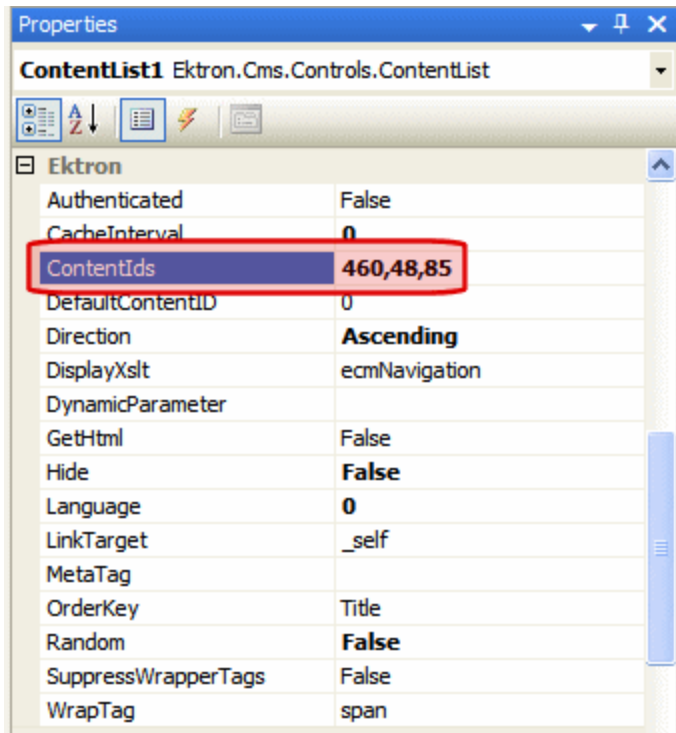 Properties
ContentList1 Ektron.Cms.Controls.ContentList
Ektron
Authenticated False
CacheInterval 0
ContentIds 460,48,85
DefaultContentID 0
Direction Ascending
DisplayXslt ecmNavigation
DynamicParameter
GetHtml False
Hide False
Language 0
LinkTarget _self
MetaTag
OrderKey Title
Random False
SuppressWrapperTags False
WrapTag span